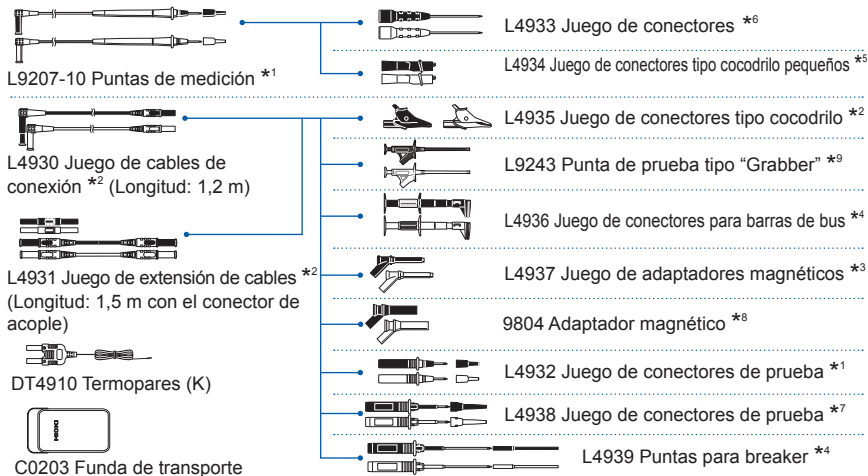 L9207-10 Puntas de medición *1
L4930 Juego de cables de
conexión *2 (Longitud: 1,2 m)
L4931 Juego de extensión de cables *2
(Longitud: 1,5 m con el conector de
acople)
DT4910 Termopares (K)
HIOKI
C0203 Funda de transporte
L4933 Juego de conectores *6
L4934 Juego de conectores tipo cocodrilo pequeños *5
L4935 Juego de conectores tipo cocodrilo *2
L9243 Punta de prueba tipo “Grabber” *9
L4936 Juego de conectores para barras de bus *4
L4937 Juego de adaptadores magnéticos *3
9804 Adaptador magnético *8
L4932 Juego de conectores de prueba *1
L4938 Juego de conectores de prueba *7
L4939 Puntas para breaker *4